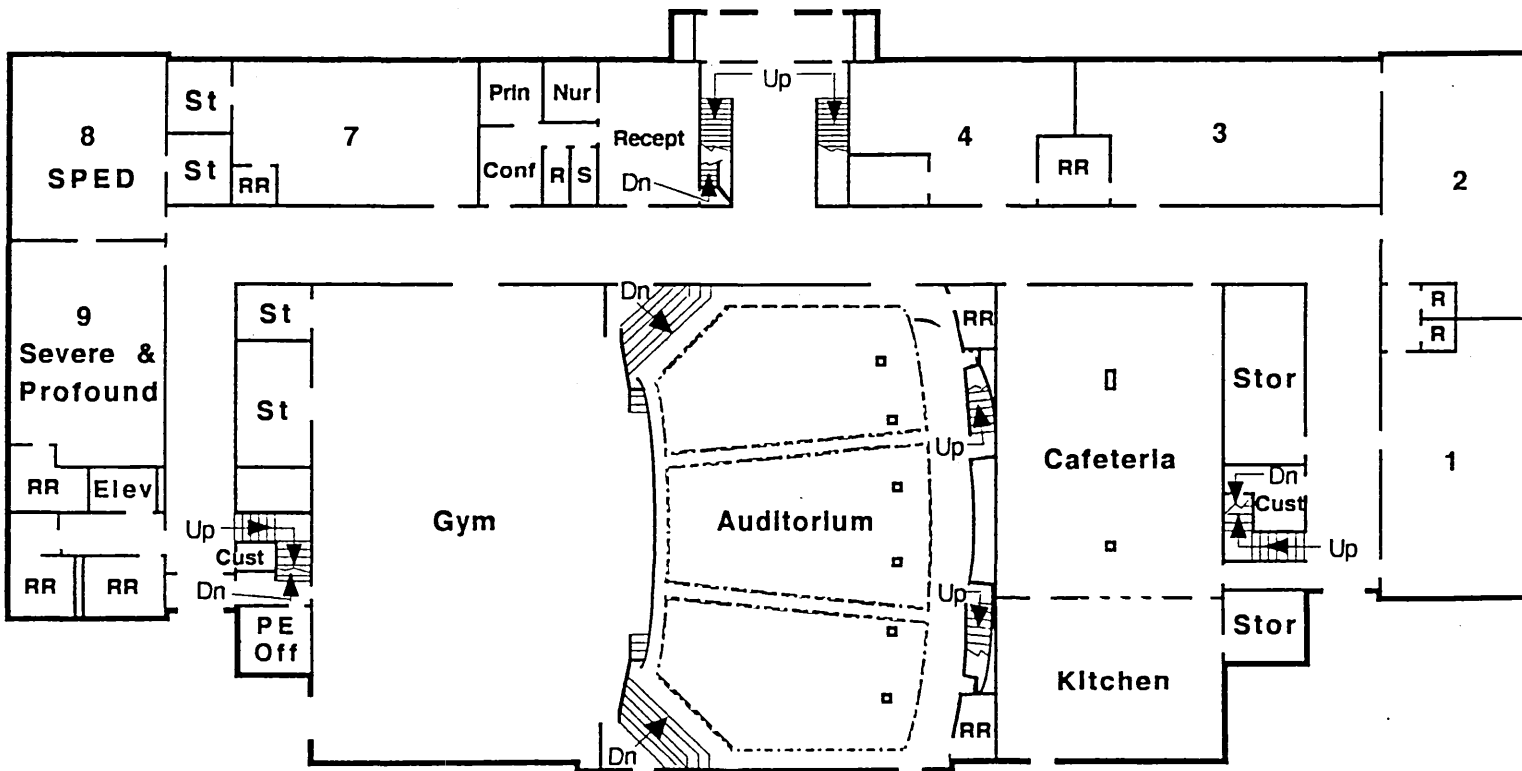 Up
St
Prin
Nur
8
SPED
7
Recept
4
3
St
RR
Conf
R
S
Dn
RR
2
9
Severe &
Profound
St
Dn
RR
R
R
St
Stor
Up
Cafeteria
1
RR
Elev
Dn
Cust
Gym
Auditorium
Up
Cust
Up
RR
RR
Dn
Up
PE
Off
Stor
Kitchen
RR
Dn